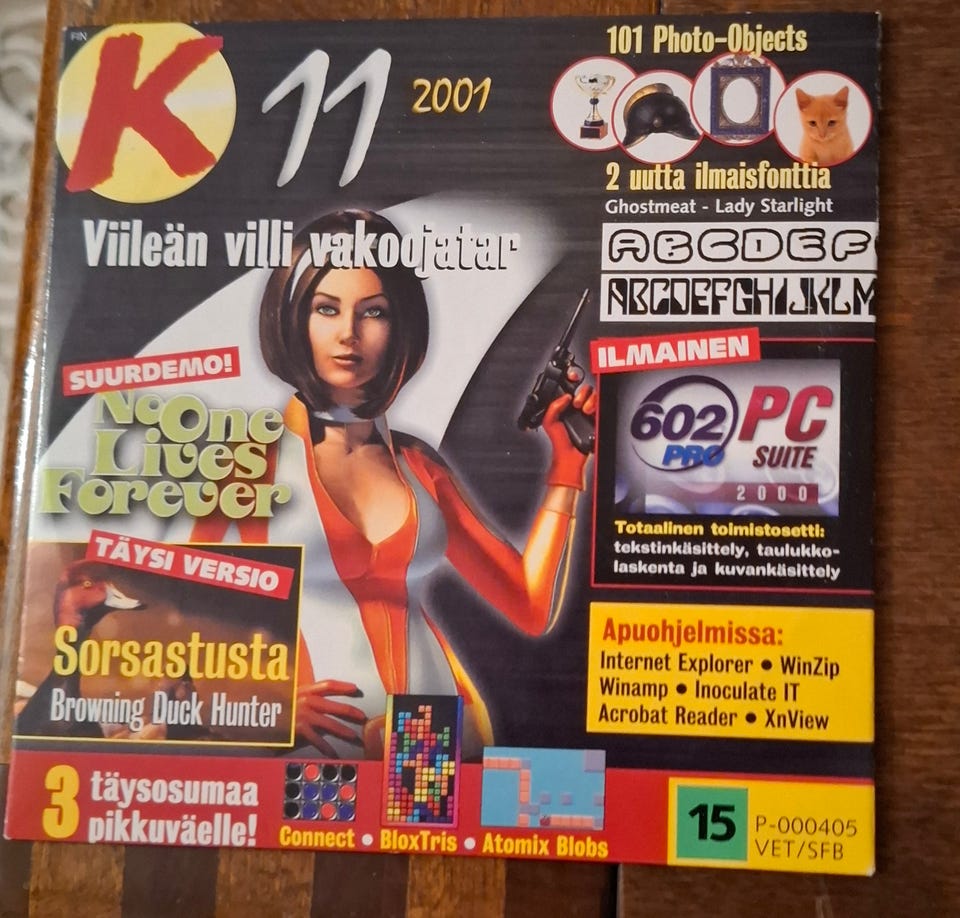 FIN
K 11 2001
101 Photo-Objects
2 uutta ilmaisfonttia
Ghostmeat - Lady Starlight
ABCDEF
ABCDEFGHIJKLM
Viileän villi vakoojatar
SUURDEMO!
No One
Lives
Forever
ILMAINEN
602
PRO
PC
SUITE
2000
Totaalinen toimistosetti:
tekstinkäsittely, taulukko-
laskenta ja kuvankäsittely
TÄYSI VERSIO
Sorsastusta
Browning Duck Hunter
Apuohjelmissa:
Internet Explorer • WinZip
Winamp • Inoculate IT
Acrobat Reader • XnView
3 täysosumaa
pikkuväelle!
Connect • BloxTris • Atomix Blobs
15
P-000405
VET/SFB